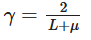 γ = 2 / (L+μ)